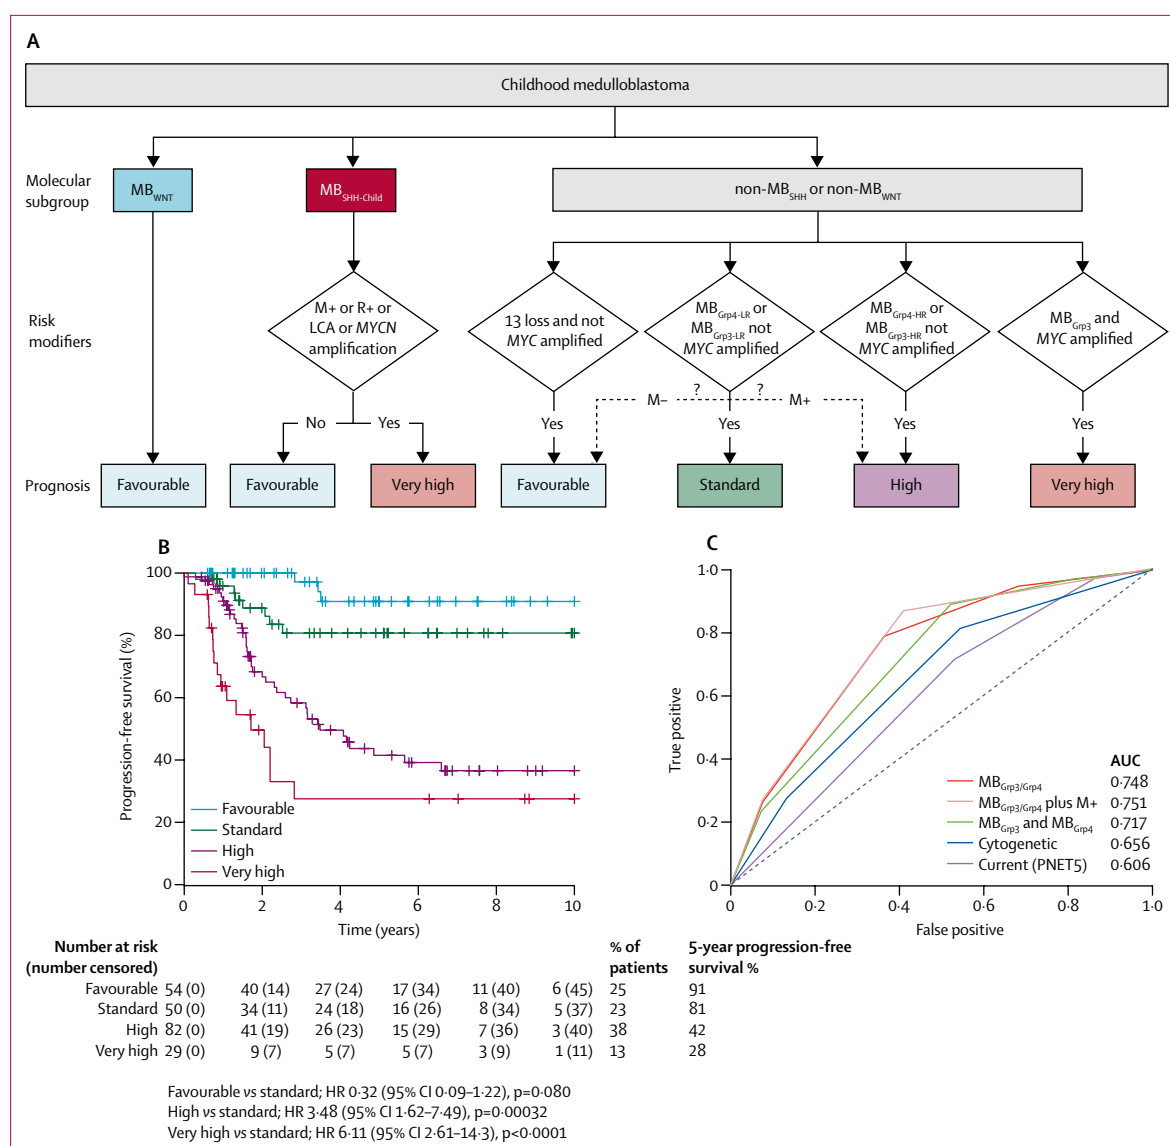 A
Childhood medulloblastoma
Molecular
subgroup
MBWNT
MBSHH-Child
non-MBSHH or non-MBWNT
Risk
modifiers
M+ or R+ or
LCA or MYCN
amplification
13 loss and not
MYC amplified
MBGrp4-LR or
MBGrp3-LR not
MYC amplified
MBGrp4-HR or
MBGrp3-HR not
MYC amplified
MBGrp3 and
MYC amplified
No
Yes
Yes
M–
?
?
M+
Yes
Yes
Yes
Prognosis
Favourable
Favourable
Very high
Favourable
Standard
High
Very high
B
100
80
60
40
20
0
Progression-free survival (%)
0
2
4
6
8
10
Time (years)
Favourable
Standard
High
Very high
C
1·0
0·8
0·6
0·4
0·2
0
True positive
0
0·2
0·4
0·6
0·8
1·0
False positive
AUC
MBGrp3/Grp4 0·748
MBGrp3/Grp4 plus M+ 0·751
MBGrp3 and MBGrp4 0·717
Cytogenetic 0·656
Current (PNET5) 0·606
Number at risk
(number censored)
% of
patients
5-year progression-free
survival %
Favourable 54 (0) 40 (14) 27 (24) 17 (34) 11 (40) 6 (45) 25 91
Standard 50 (0) 34 (11) 24 (18) 16 (26) 8 (34) 5 (37) 23 81
High 82 (0) 41 (19) 26 (23) 15 (29) 7 (36) 3 (40) 38 42
Very high 29 (0) 9 (7) 5 (7) 5 (7) 3 (9) 1 (11) 13 28
Favourable vs standard; HR 0·32 (95% CI 0·09–1·22), p=0·080
High vs standard; HR 3·48 (95% CI 1·62–7·49), p=0·00032
Very high vs standard; HR 6·11 (95% CI 2·61–14·3), p<0·0001